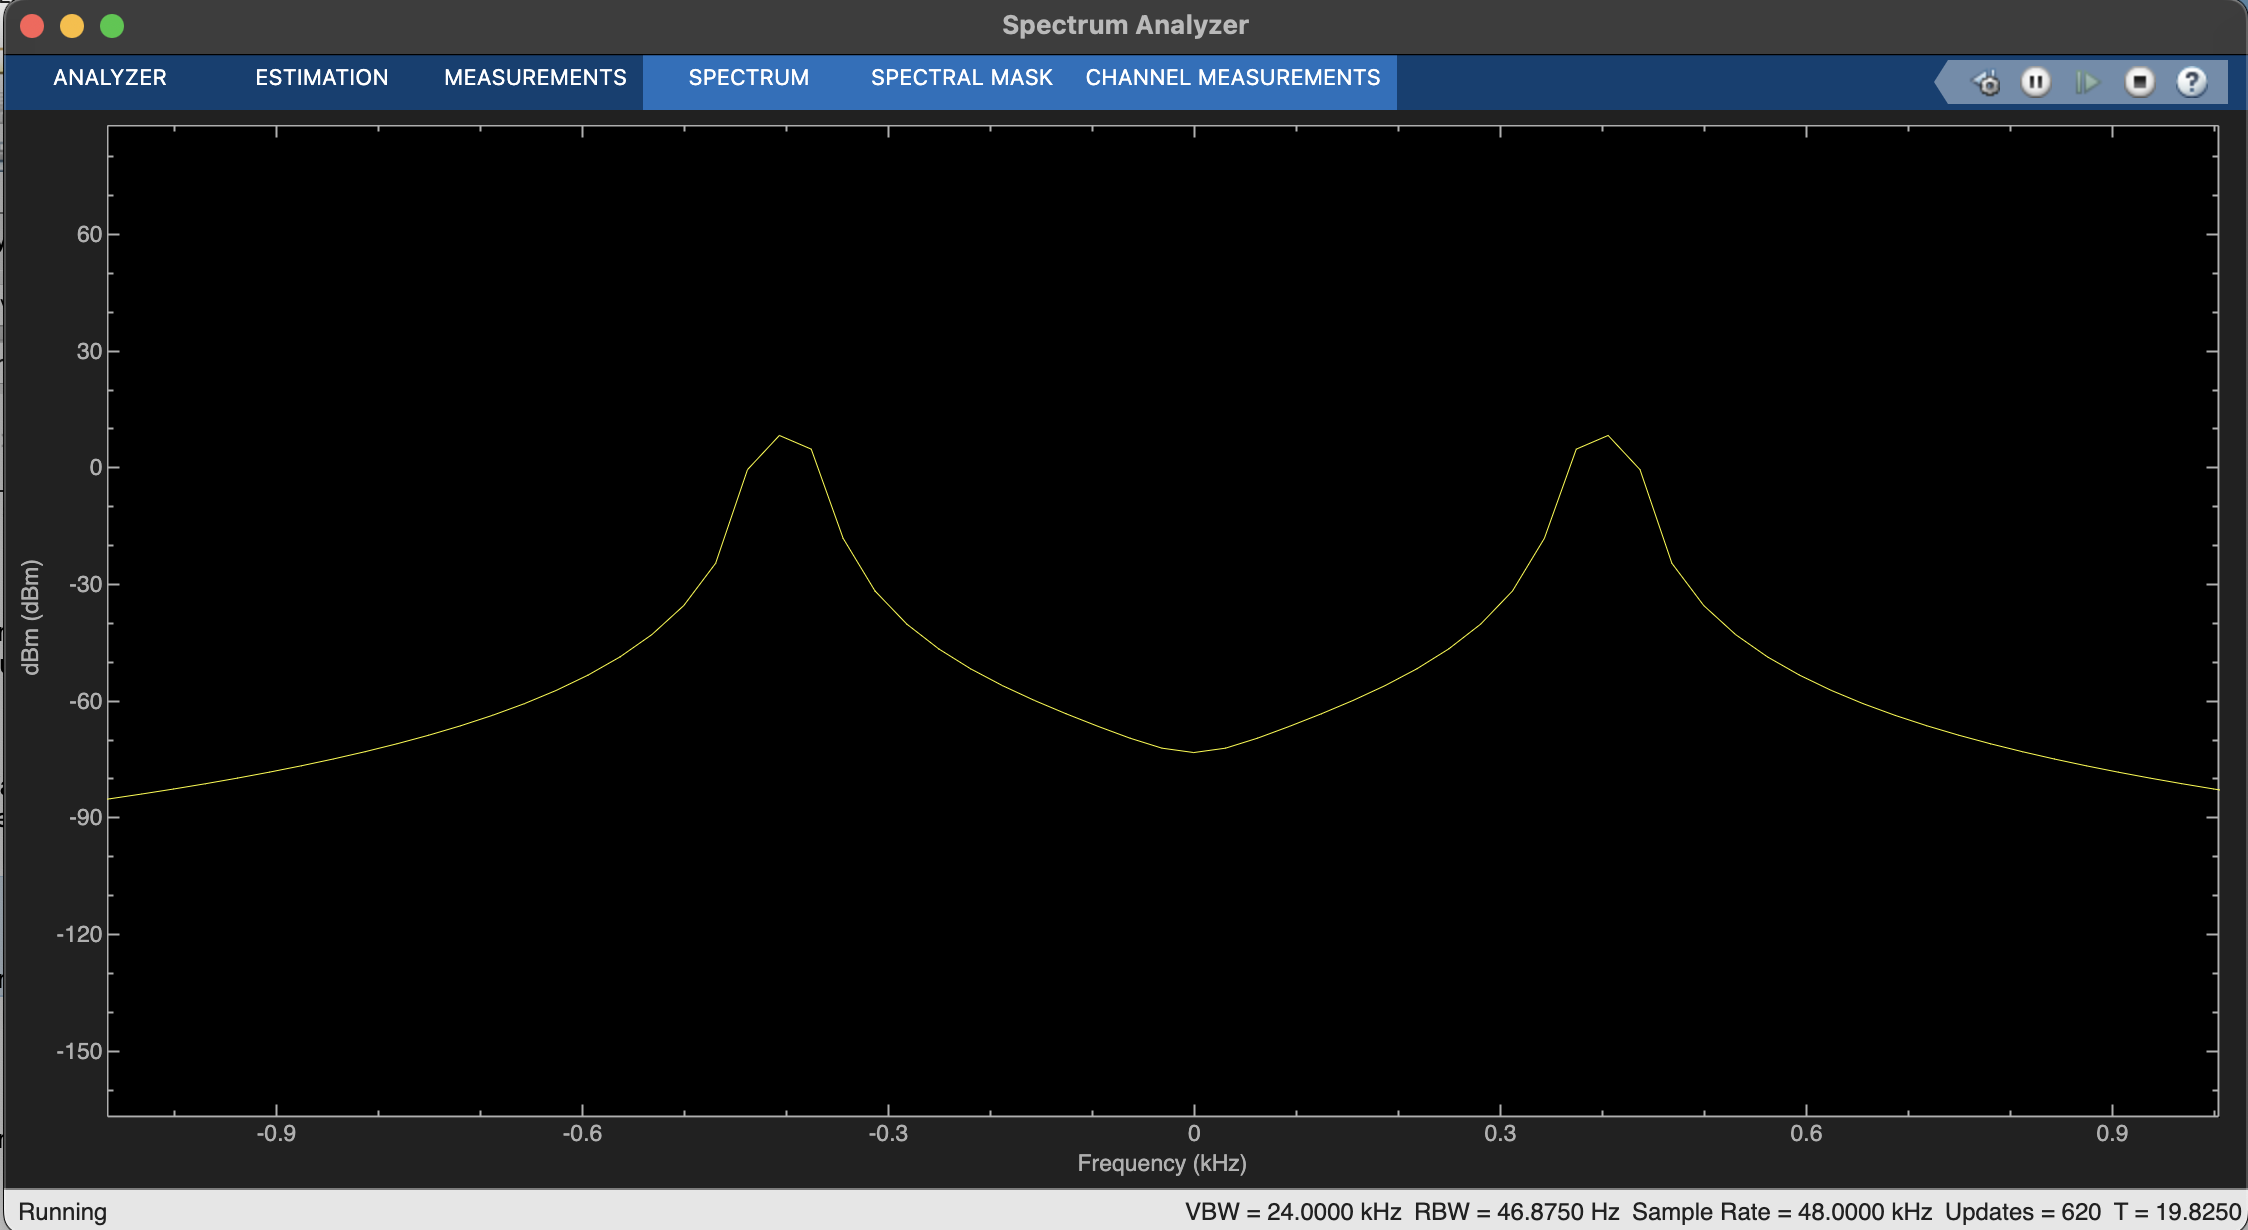 Spectrum Analyzer
ANALYZER ESTIMATION MEASUREMENTS SPECTRUM SPECTRAL MASK CHANNEL MEASUREMENTS
60
30
0
-30
-60
-90
-120
-150
dBm (dBm)
-0.9 -0.6 -0.3 0 0.3 0.6 0.9
Frequency (kHz)
Running VBW = 24.0000 kHz RBW = 46.8750 Hz Sample Rate = 48.0000 kHz Updates = 620 T = 19.8250